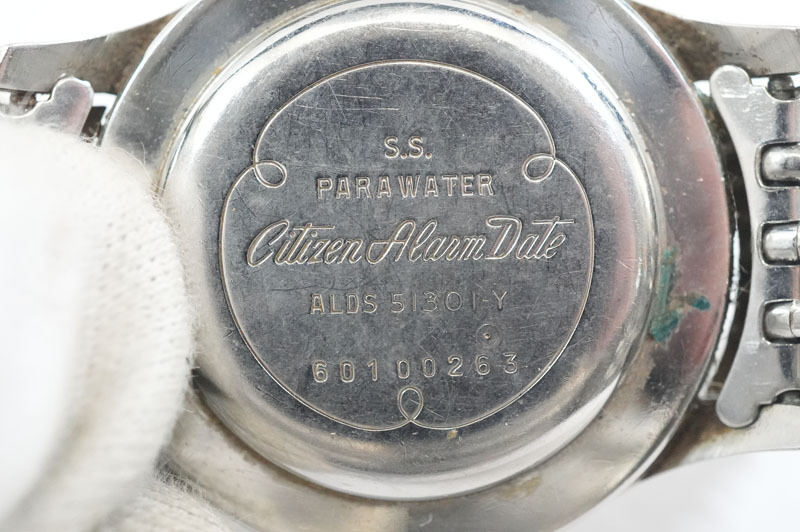 S.S.
PARAWATER
Citizen Alarm Date
ALDS 51301-Y
60100263